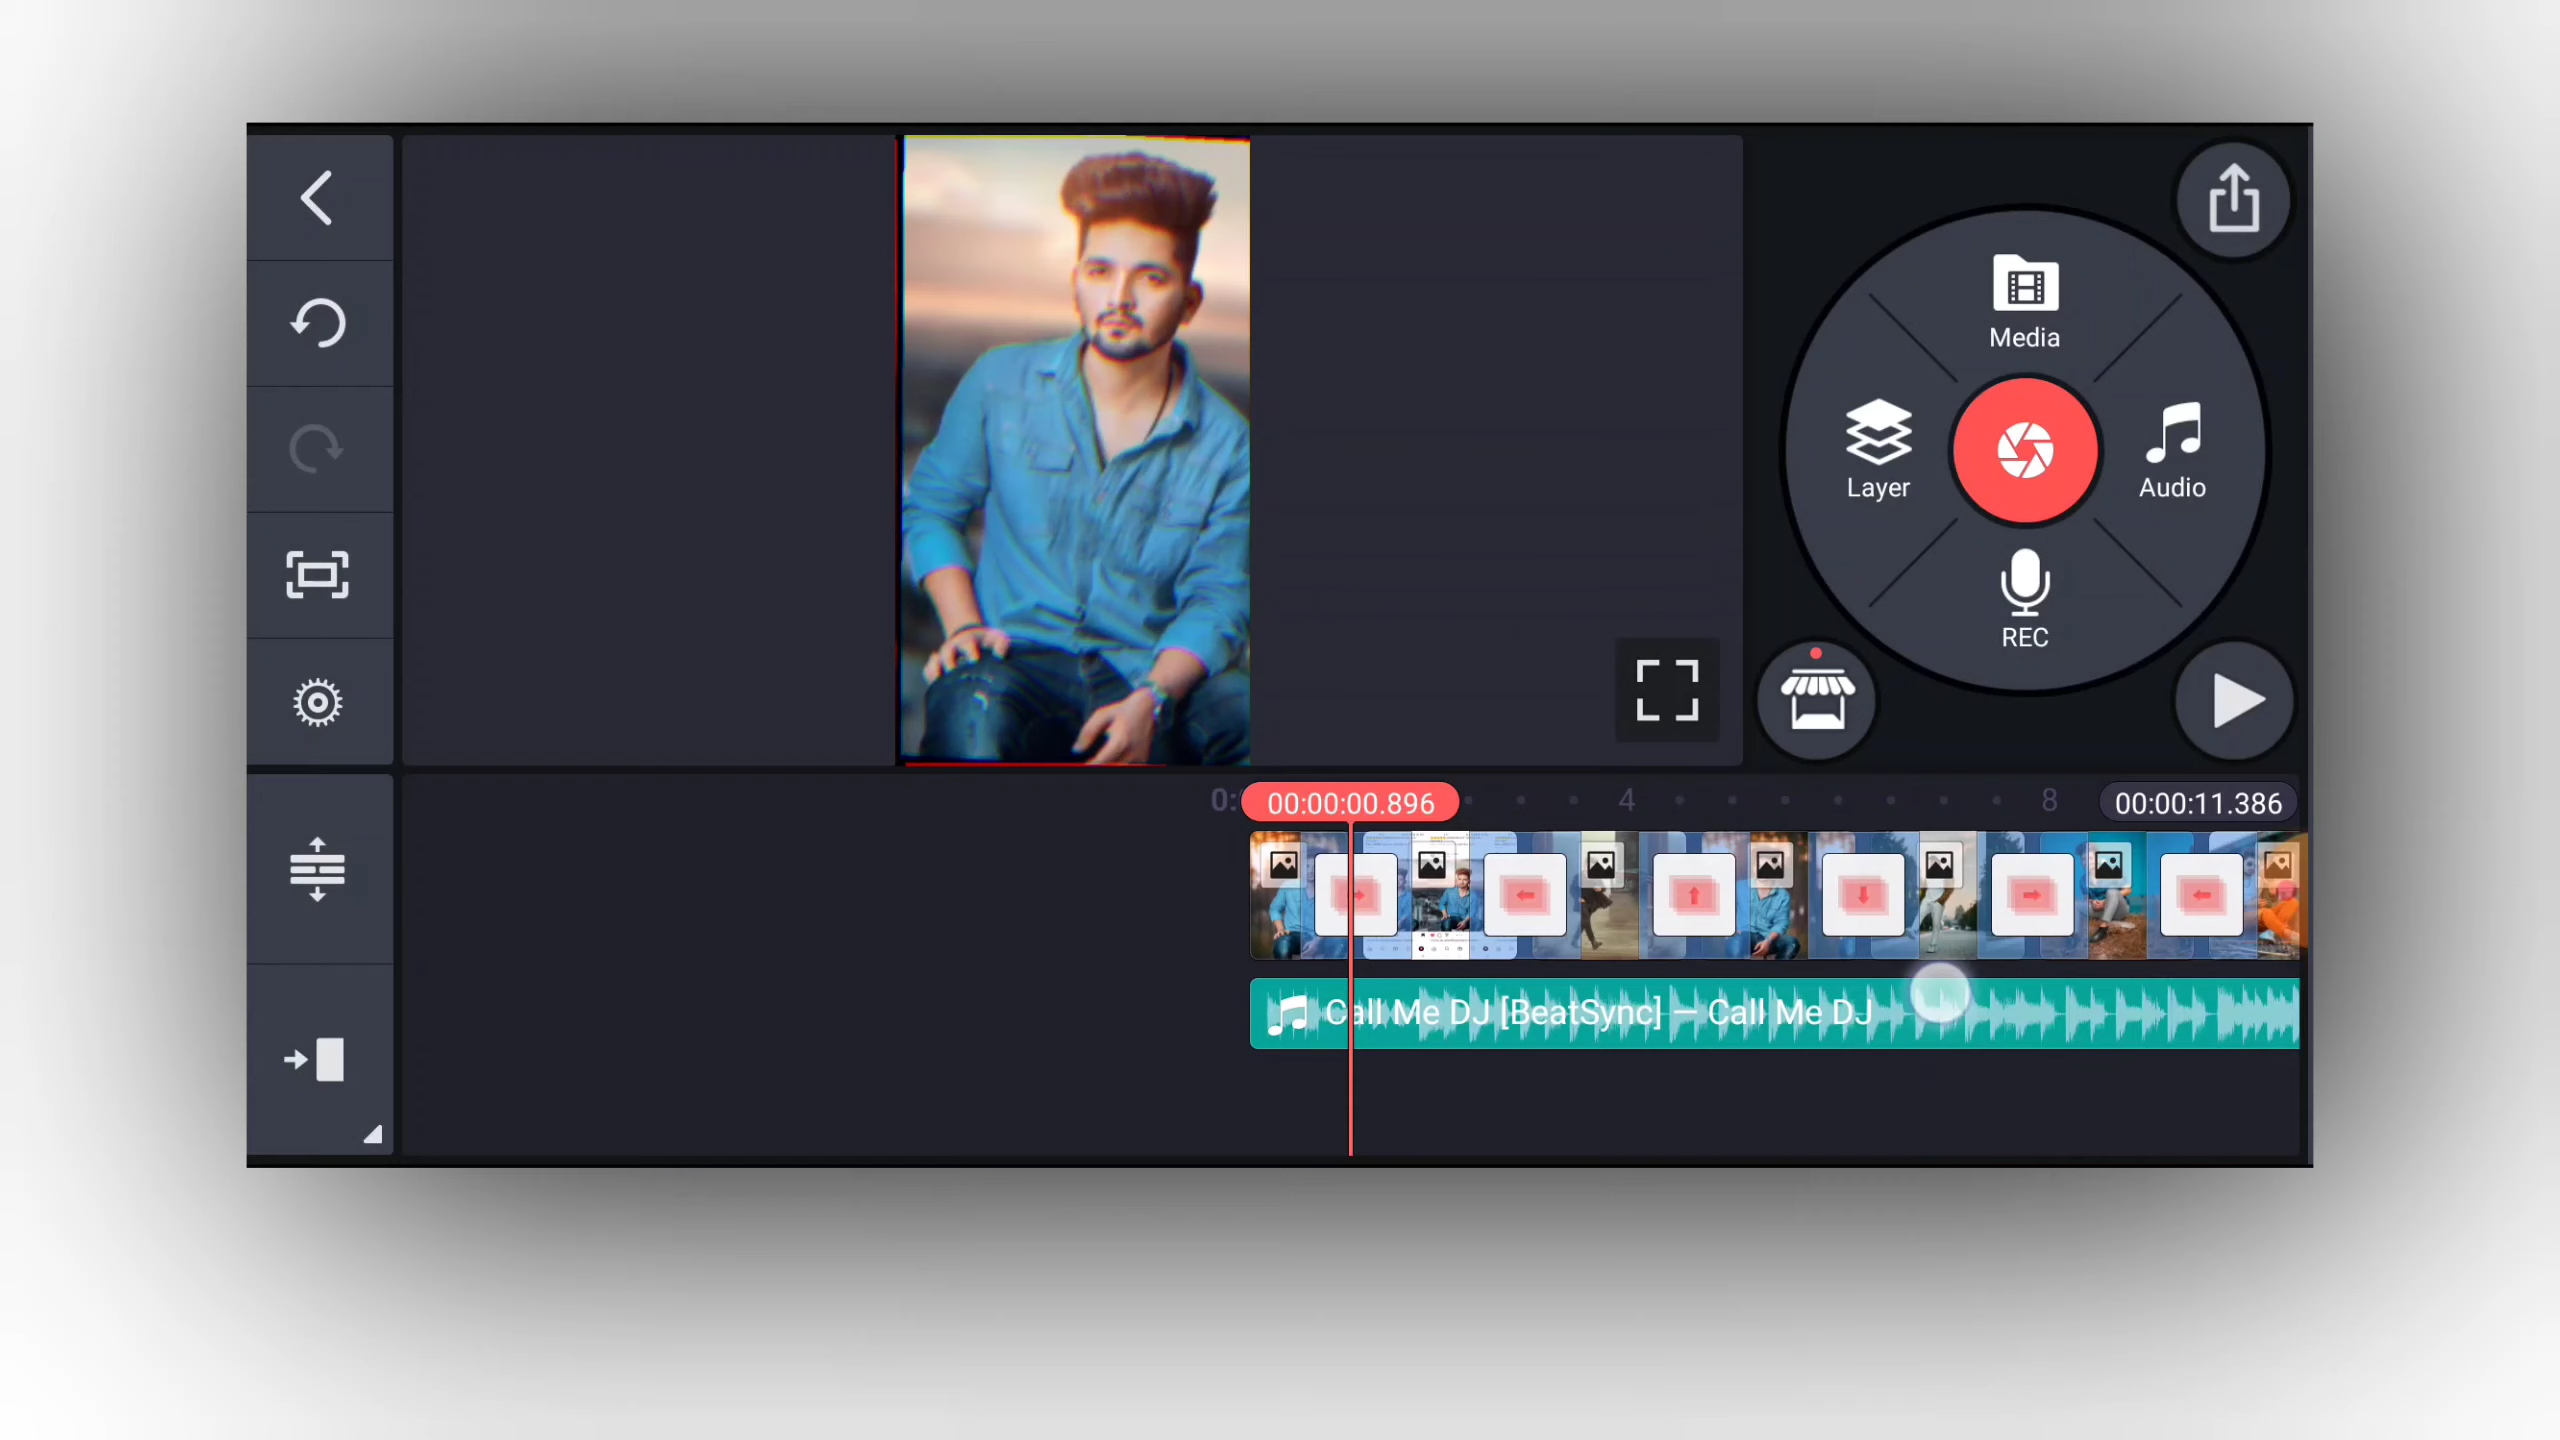 Media
Layer
Audio
REC
0:
00:00:00.896
4
8
00:00:11.386
Call Me DJ [BeatSync] — Call Me DJ